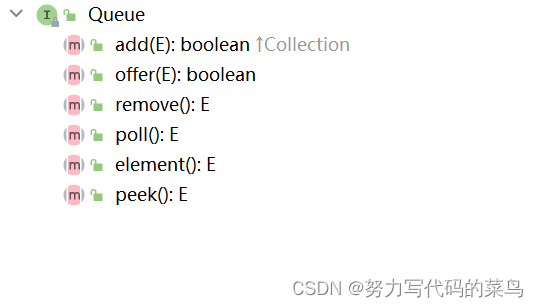 Queue
add(E): boolean ↑Collection
offer(E): boolean
remove(): E
poll(): E
element(): E
peek(): E
CSDN @努力写代码的菜鸟